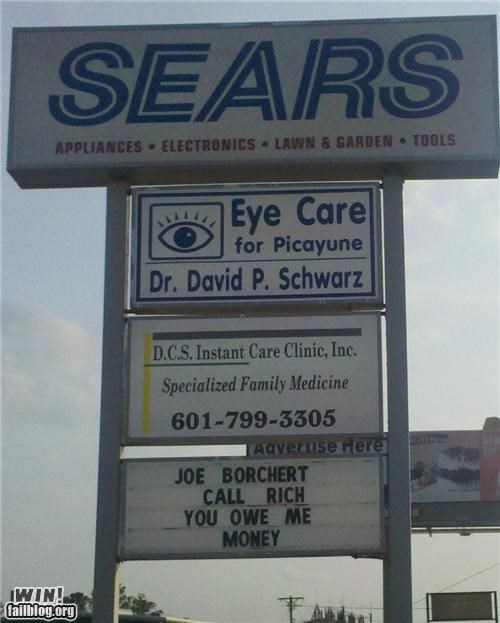 SEARS
APPLIANCES • ELECTRONICS • LAWN & GARDEN • TOOLS
Eye Care
for Picayune
Dr. David P. Schwarz
D.C.S. Instant Care Clinic, Inc.
Specialized Family Medicine
601-799-3305
Advertise Here
JOE BORCHERT
CALL RICH
YOU OWE ME
MONEY
WIN!
failblog.org